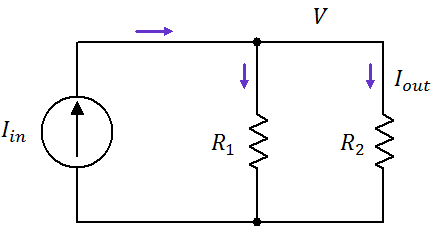 V
I_out
I_in
R_1
R_2